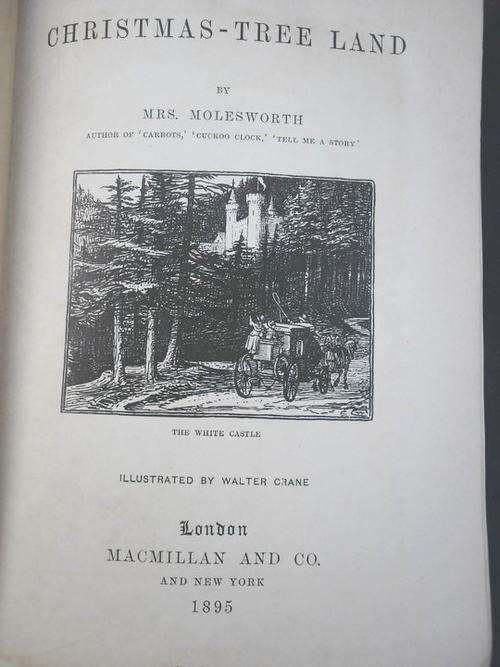 CHRISTMAS-TREE LAND
BY
MRS. MOLESWORTH
AUTHOR OF 'CARROTS,' 'CUCKOO CLOCK,' 'TELL ME A STORY'
THE WHITE CASTLE
ILLUSTRATED BY WALTER CRANE
London
MACMILLAN AND CO.
AND NEW YORK
1895